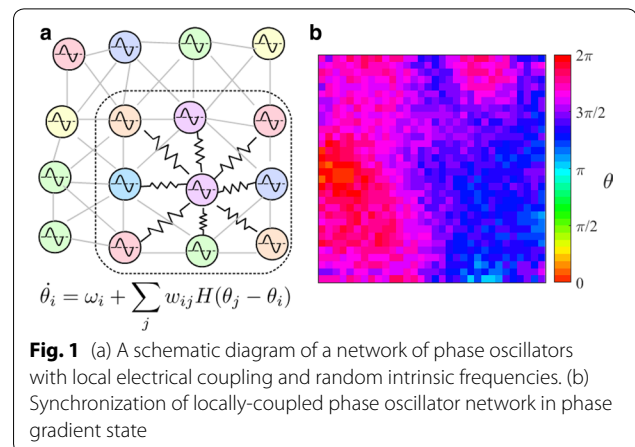 a
b
2π
3π/2
π
π/2
0
θ
θ̇ᵢ = ωᵢ + ∑ⱼ wᵢⱼH(θⱼ − θᵢ)
Fig. 1 (a) A schematic diagram of a network of phase oscillators
with local electrical coupling and random intrinsic frequencies. (b)
Synchronization of locally-coupled phase oscillator network in phase
gradient state